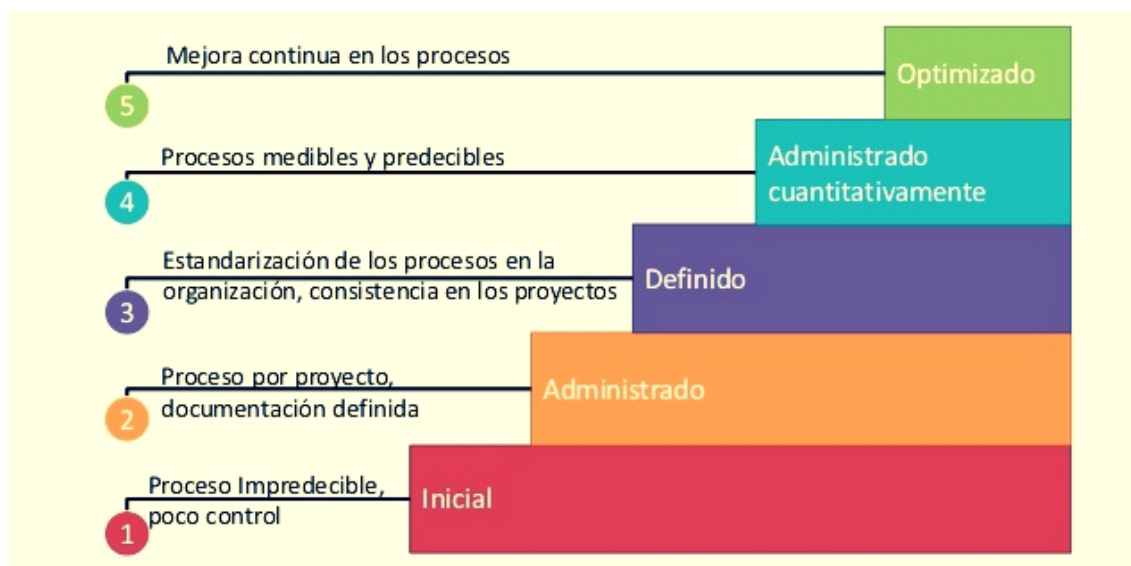 Mejora continua en los procesos
5
Optimizado
Procesos medibles y predecibles
4
Administrado
cuantitativamente
Estandarización de los procesos en la
organización, consistencia en los proyectos
3
Definido
Proceso por proyecto,
documentación definida
2
Administrado
Proceso Impredecible,
poco control
1
Inicial